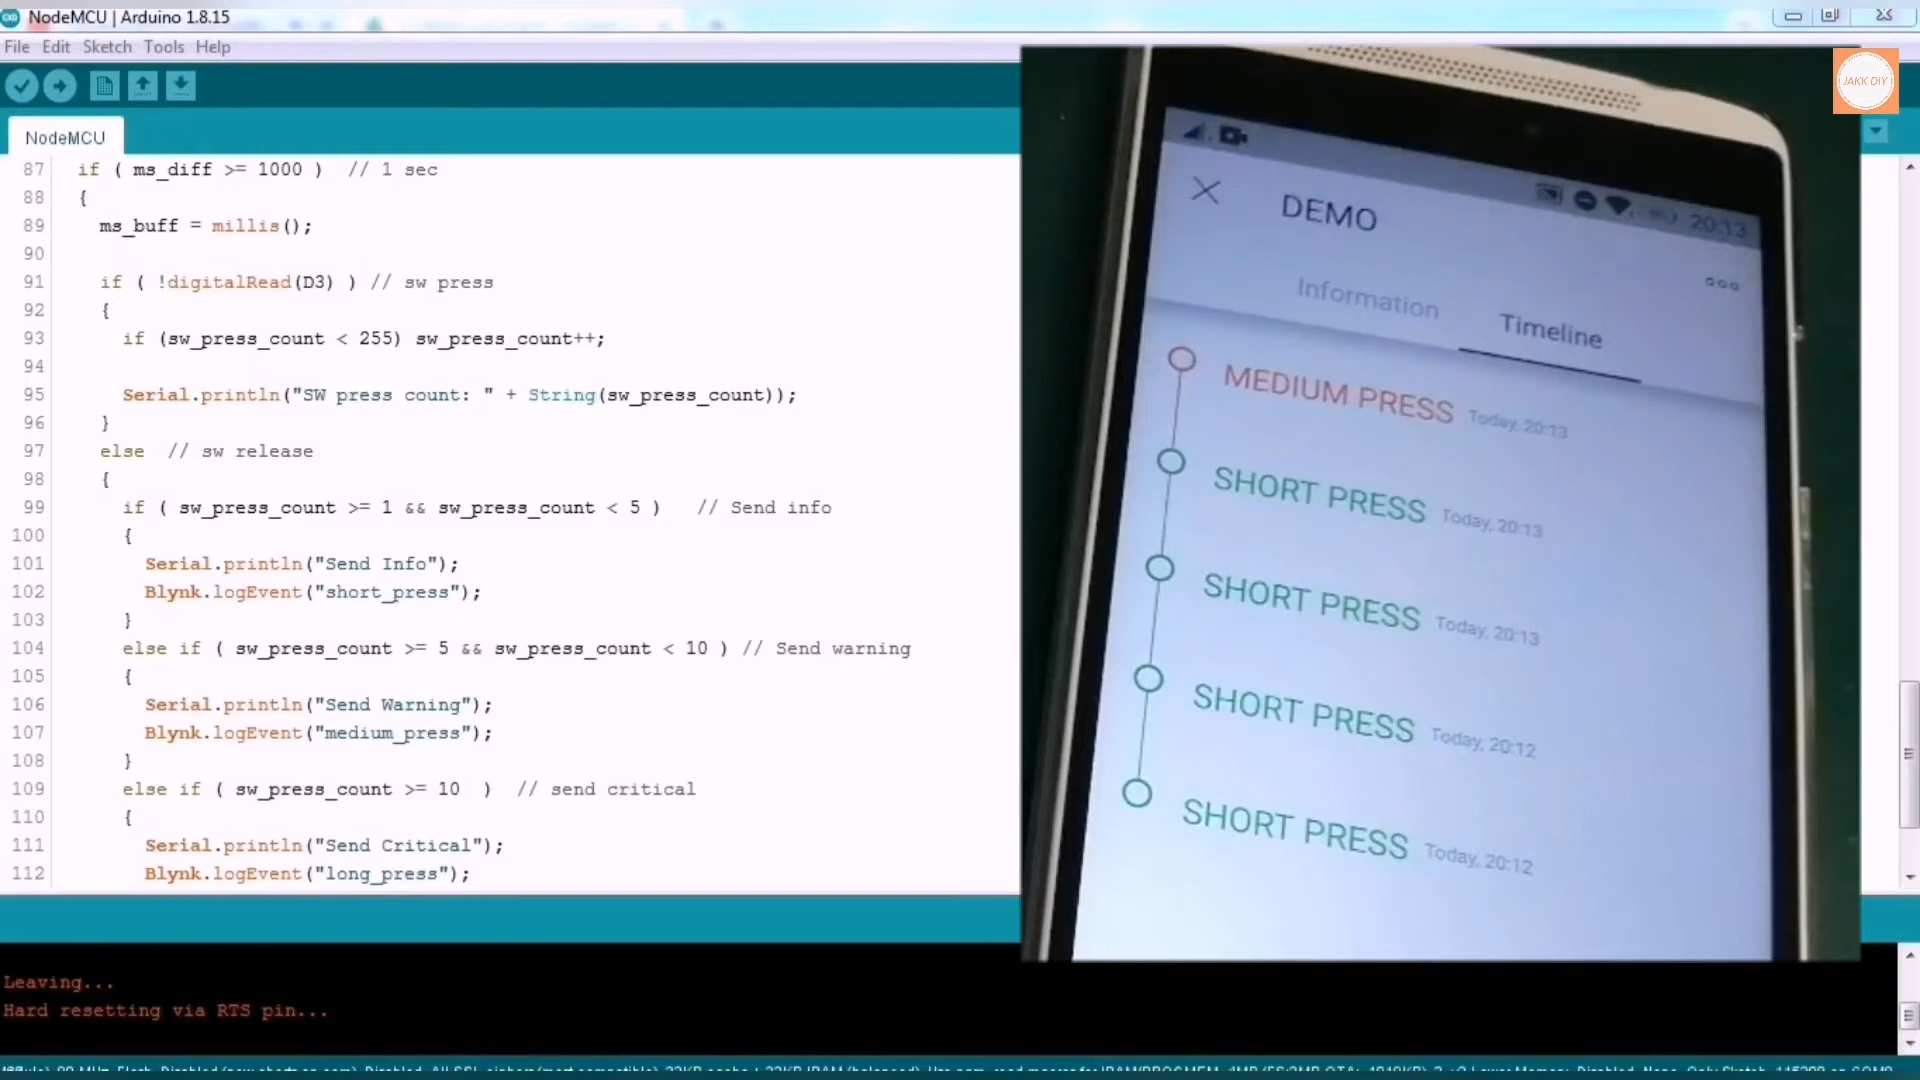 NodeMCU | Arduino 1.8.15
File Edit Sketch Tools Help
JAKK DIY
NodeMCU
87 if ( ms_diff >= 1000 ) // 1 sec
88 {
89 ms_buff = millis();
90
91 if ( !digitalRead(D3) ) // sw press
92 {
93 if (sw_press_count < 255) sw_press_count++;
94
95 Serial.println("SW press count: " + String(sw_press_count));
96 }
97 else // sw release
98 {
99 if ( sw_press_count >= 1 && sw_press_count < 5 ) // Send info
100 {
101 Serial.println("Send Info");
102 Blynk.logEvent("short_press");
103 }
104 else if ( sw_press_count >= 5 && sw_press_count < 10 ) // Send warning
105 {
106 Serial.println("Send Warning");
107 Blynk.logEvent("medium_press");
108 }
109 else if ( sw_press_count >= 10 ) // send critical
110 {
111 Serial.println("Send Critical");
112 Blynk.logEvent("long_press");
Leaving...
Hard resetting via RTS pin...
20:13
DEMO
Information Timeline
MEDIUM PRESS Today, 20:13
SHORT PRESS Today, 20:13
SHORT PRESS Today, 20:13
SHORT PRESS Today, 20:12
SHORT PRESS Today, 20:12